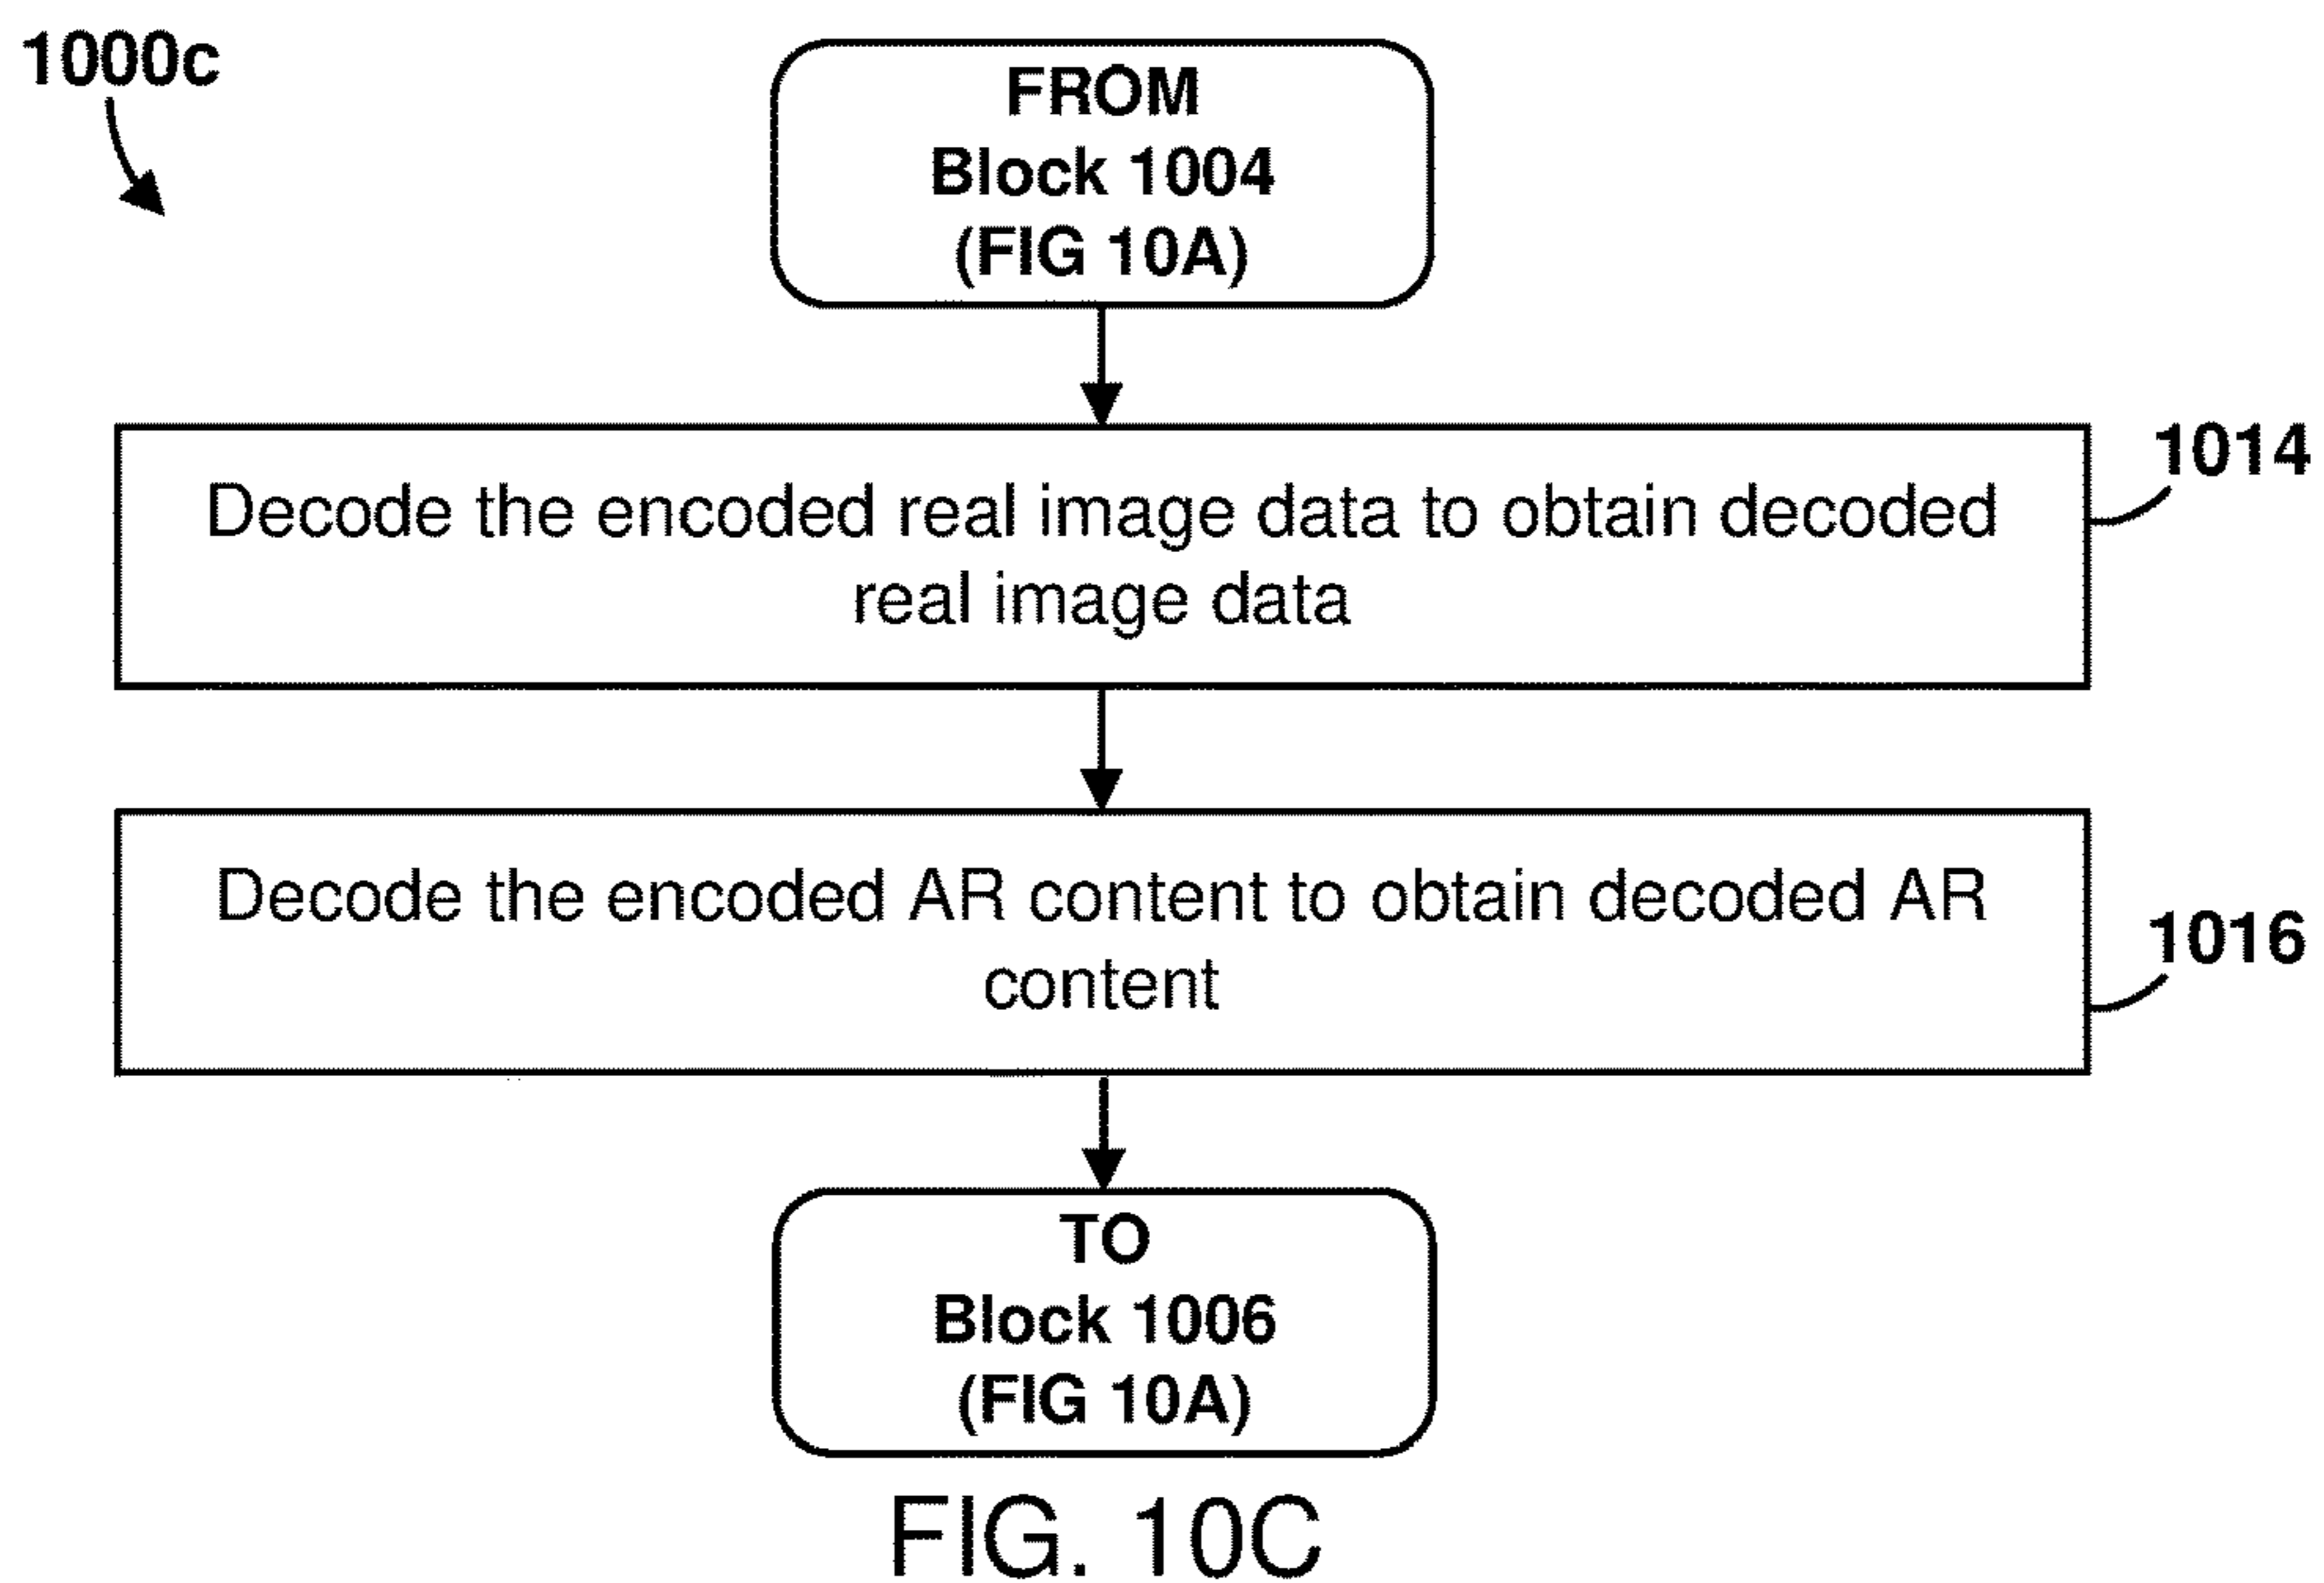 1000c
FROM
Block 1004
(FIG 10A)
1014
Decode the encoded real image data to obtain decoded
real image data
Decode the encoded AR content to obtain decoded AR
content
1016
TO
Block 1006
(FIG 10A)
FIG. 10C